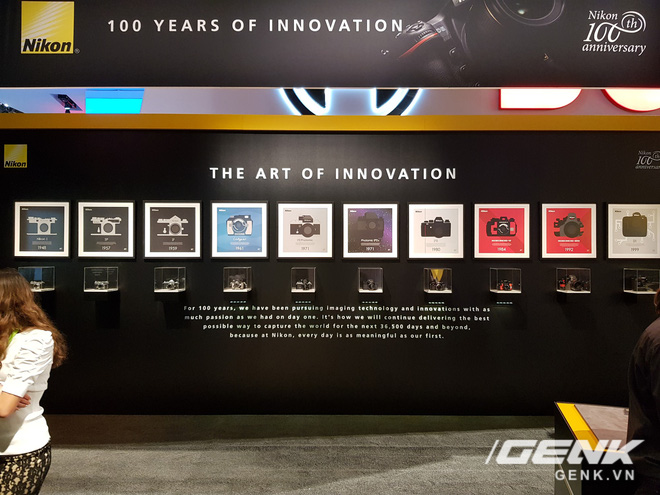 Nikon
100 YEARS OF INNOVATION
Nikon
100th
anniversary
Nikon
THE ART OF INNOVATION
Nikon
100th
anniversary
1948
1957
1959
1963
1971
1971
1980
1988
1992
1999
For 100 years, we have been pursuing imaging technology and innovations with as
much passion as we had on day one. It's how we will continue delivering the best
possible way to capture the world for the next 36,500 days and beyond,
because at Nikon, every day is as meaningful as our first.
GENK
GENK.VN